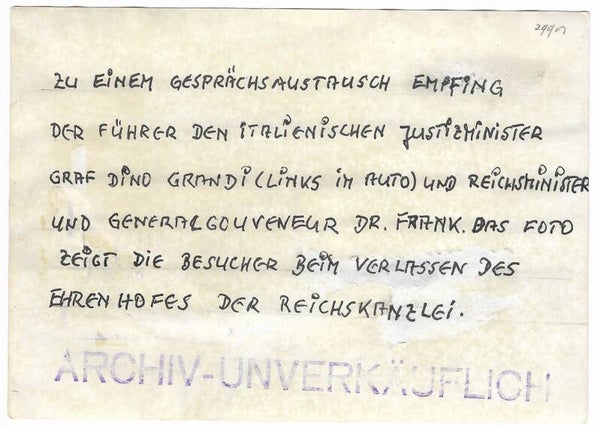 ZU EINEM GESPRÄCHSAUSTAUSCH EMPFING
DER FÜHRER DEN ITALIENISCHEN JUSTIZMINISTER
GRAF DINO GRANDI (LINKS IM AUTO) UND REICHSMINISTER
UND GENERALGOUVENEUR DR. FRANK. DAS FOTO
ZEIGT DIE BESUCHER BEIM VERLASSEN DES
EHRENHOFES DER REICHSKANZLEI.
ARCHIV-UNVERKÄUFLICH